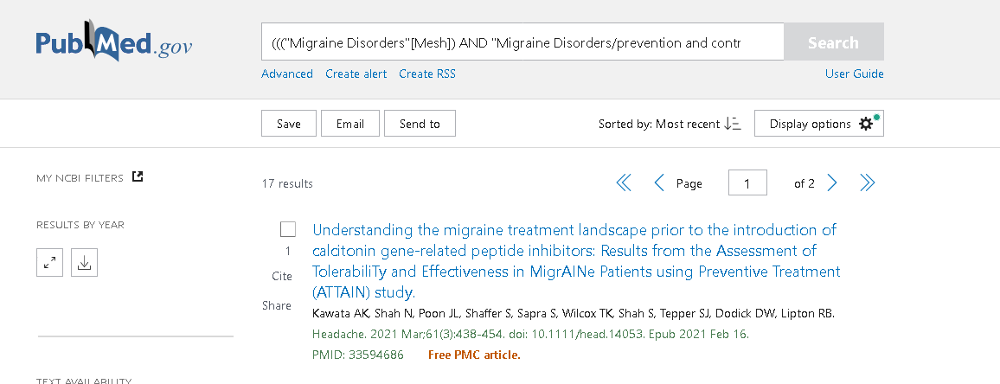 PubMed.gov
((("Migraine Disorders"[Mesh]) AND "Migraine Disorders/prevention and contr
Search
Advanced Create alert Create RSS
User Guide
Save Email Send to
Sorted by: Most recent
Display options
MY NCBI FILTERS
17 results
Page 1 of 2
RESULTS BY YEAR
1
Cite
Share
Understanding the migraine treatment landscape prior to the introduction of
calcitonin gene-related peptide inhibitors: Results from the Assessment of
TolerabiliTy and Effectiveness in MigrAINe Patients using Preventive Treatment
(ATTAIN) study.
Kawata AK, Shah N, Poon JL, Shaffer S, Sapra S, Wilcox TK, Shah S, Tepper SJ, Dodick DW, Lipton RB.
Headache. 2021 Mar;61(3):438-454. doi: 10.1111/head.14053. Epub 2021 Feb 16.
PMID: 33594686 Free PMC article.
TEXT AVAILABILITY